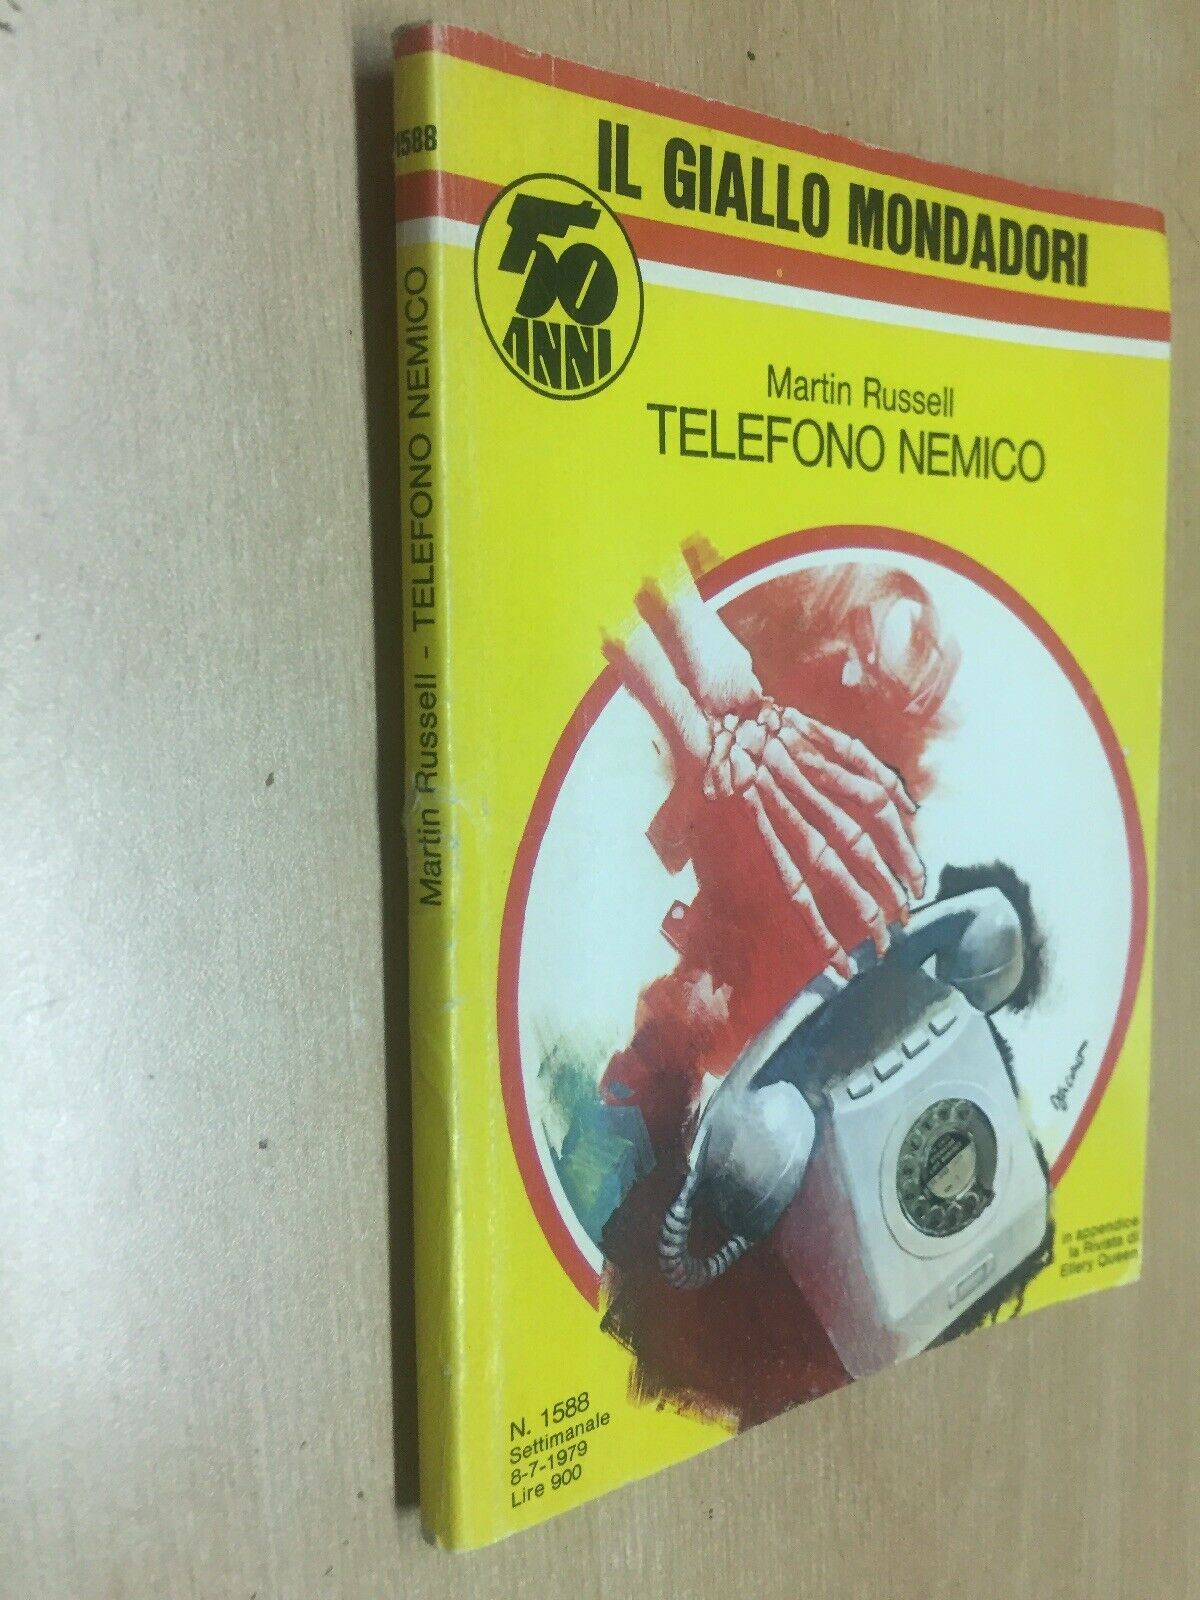 1588
Martin Russell - TELEFONO NEMICO
IL GIALLO MONDADORI
50
ANNI
Martin Russell
TELEFONO NEMICO
in appendice
la Rivista di
Ellery Queen
N. 1588
Settimanale
8-7-1979
Lire 900